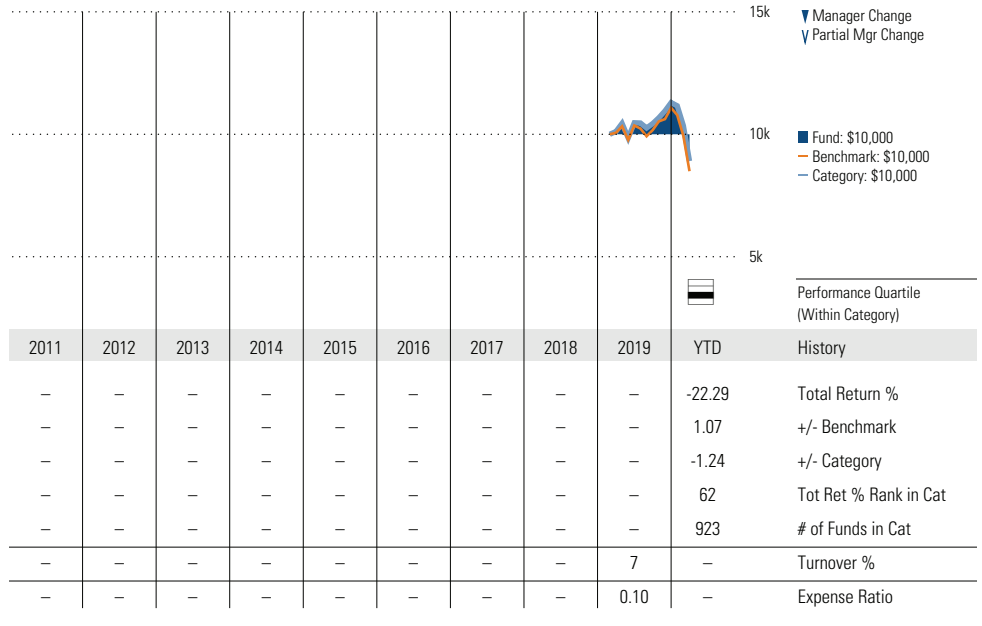 15k
▼ Manager Change
Partial Mgr Change
10k
Fund: $10,000
Benchmark: $10,000
Category: $10,000
5k
Performance Quartile
(Within Category)
2011 2012 2013 2014 2015 2016 2017 2018 2019 YTD History
– – – – – – – – – -22.29 Total Return %
– – – – – – – – – 1.07 +/- Benchmark
– – – – – – – – – -1.24 +/- Category
– – – – – – – – – 62 Tot Ret % Rank in Cat
– – – – – – – – – 923 # of Funds in Cat
– – – – – – – – 7 – Turnover %
– – – – – – – – 0.10 – Expense Ratio